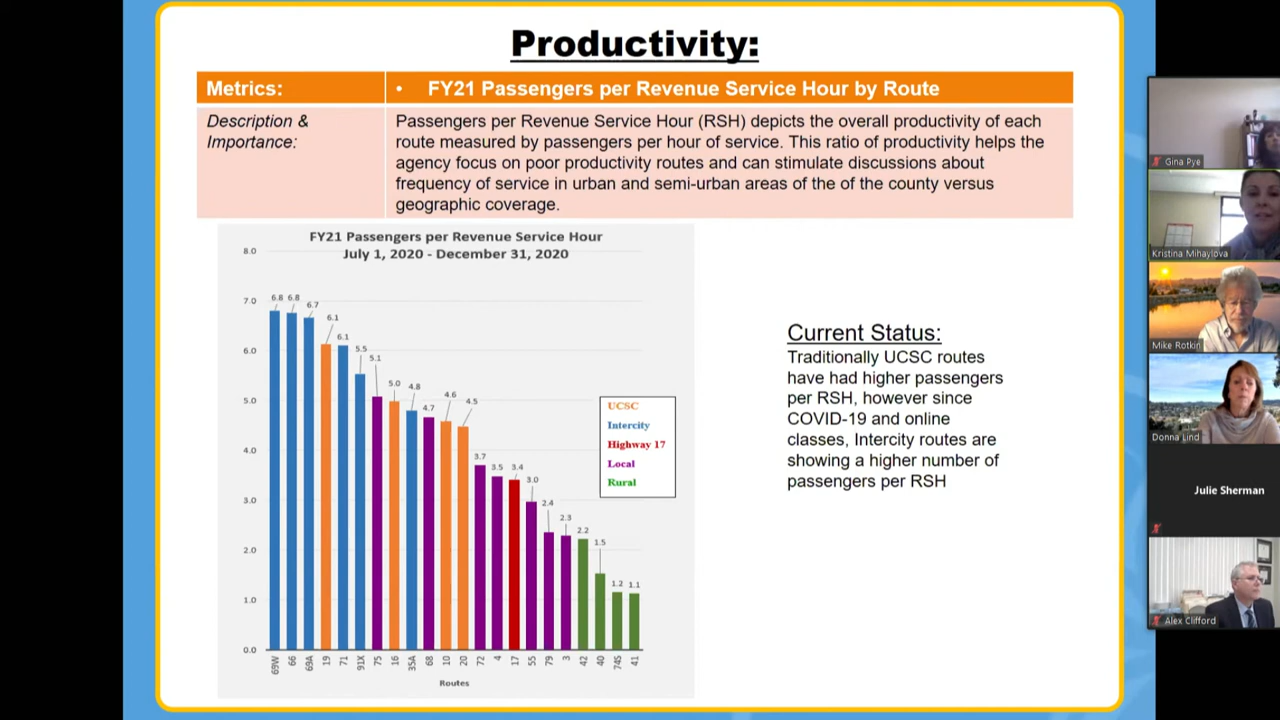 Productivity:
Metrics:
• FY21 Passengers per Revenue Service Hour by Route
Description &
Importance:
Passengers per Revenue Service Hour (RSH) depicts the overall productivity of each
route measured by passengers per hour of service. This ratio of productivity helps the
agency focus on poor productivity routes and can stimulate discussions about
frequency of service in urban and semi-urban areas of the of the county versus
geographic coverage.
FY21 Passengers per Revenue Service Hour
July 1, 2020 - December 31, 2020
8.0
7.0
6.0
5.0
4.0
3.0
2.0
1.0
0.0
6.8 6.8 6.7 6.1 6.1 5.5 5.1 5.0 4.8 4.7 4.6 4.5 3.7 3.5 3.4 3.0 2.4 2.3 2.2 1.5 1.2 1.1
69W 66 69A 19 71 91X 75 16 35A 68 10 20 72 4 17 55 79 3 42 40 74S 41
Routes
UCSC
Intercity
Highway 17
Local
Rural
Current Status:
Traditionally UCSC routes
have had higher passengers
per RSH, however since
COVID-19 and online
classes, Intercity routes are
showing a higher number of
passengers per RSH
Gina Pye
Kristina Mihaylova
Mike Rotkin
Donna Lind
Julie Sherman
Alex Clifford